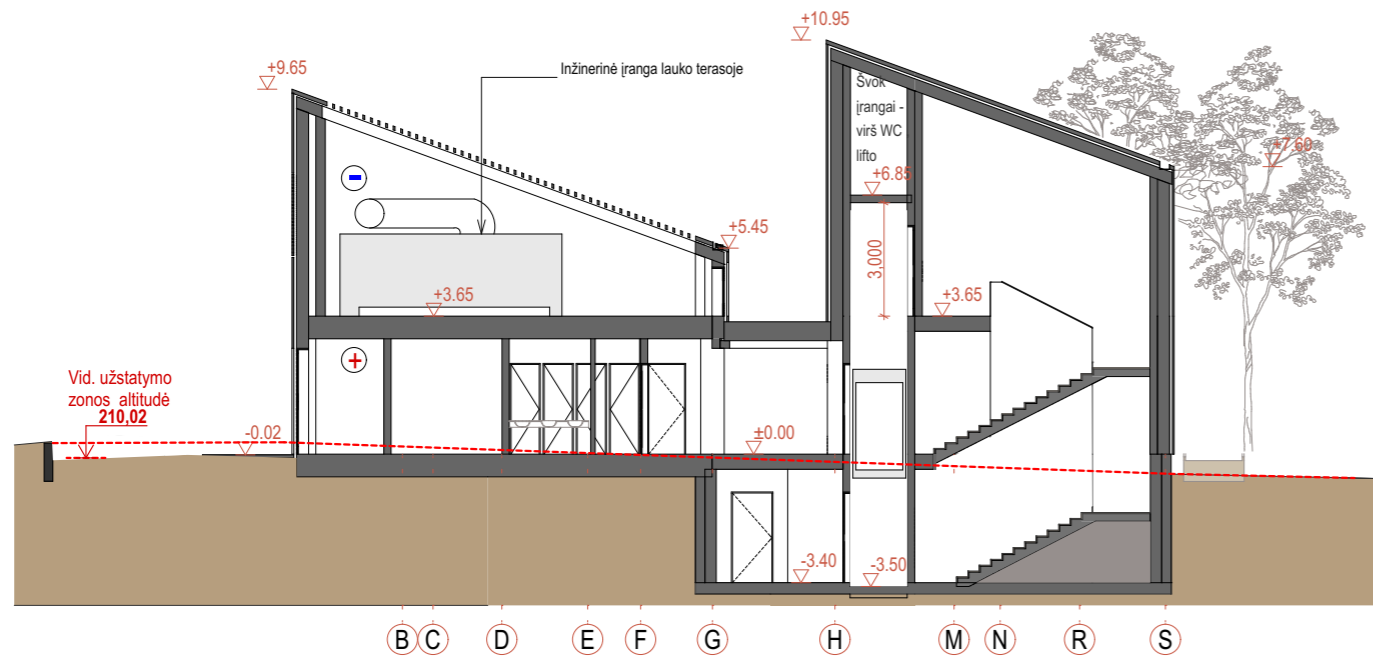 +10.95
+9.65
Inžinerinė įranga lauko terasoje
Švok
įrangai -
virš WC
lifto
+7.60
+6.85
+5.45
3,000
+3.65
+3.65
Vid. užstatymo
zonos altitudė
210,02
-0.02
±0.00
-3.40
-3.50
B C D E F G H M N R S